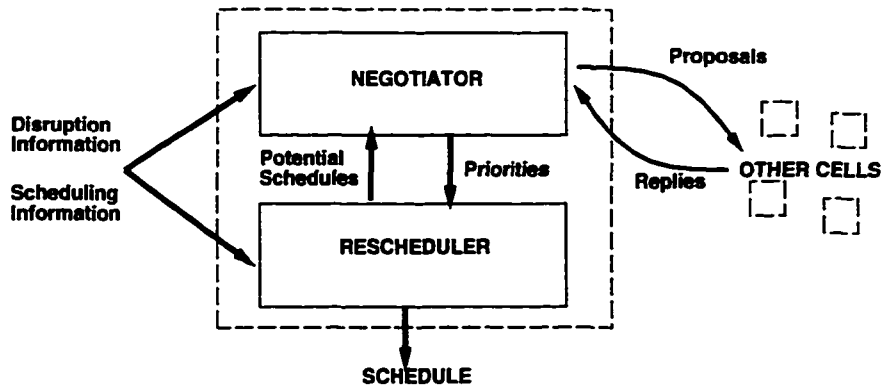 NEGOTIATOR
Proposals
Disruption
Information
Potential
Schedules
Priorities
Replies
OTHER CELLS
Scheduling
Information
RESCHEDULER
SCHEDULE